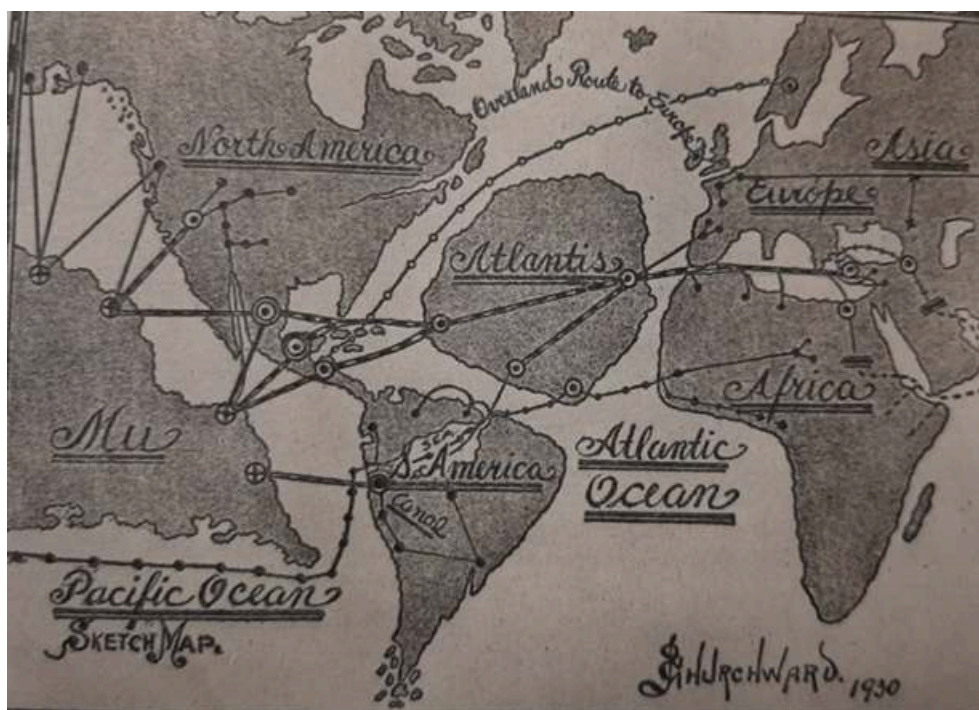 Overland Route to Europe
North America
Asia
Europe
Atlantis
Africa
Mu
Atlantic
Ocean
SEA
S. America
Canal
Pacific Ocean
SKETCH MAP.
J CHURCHWARD. 1930